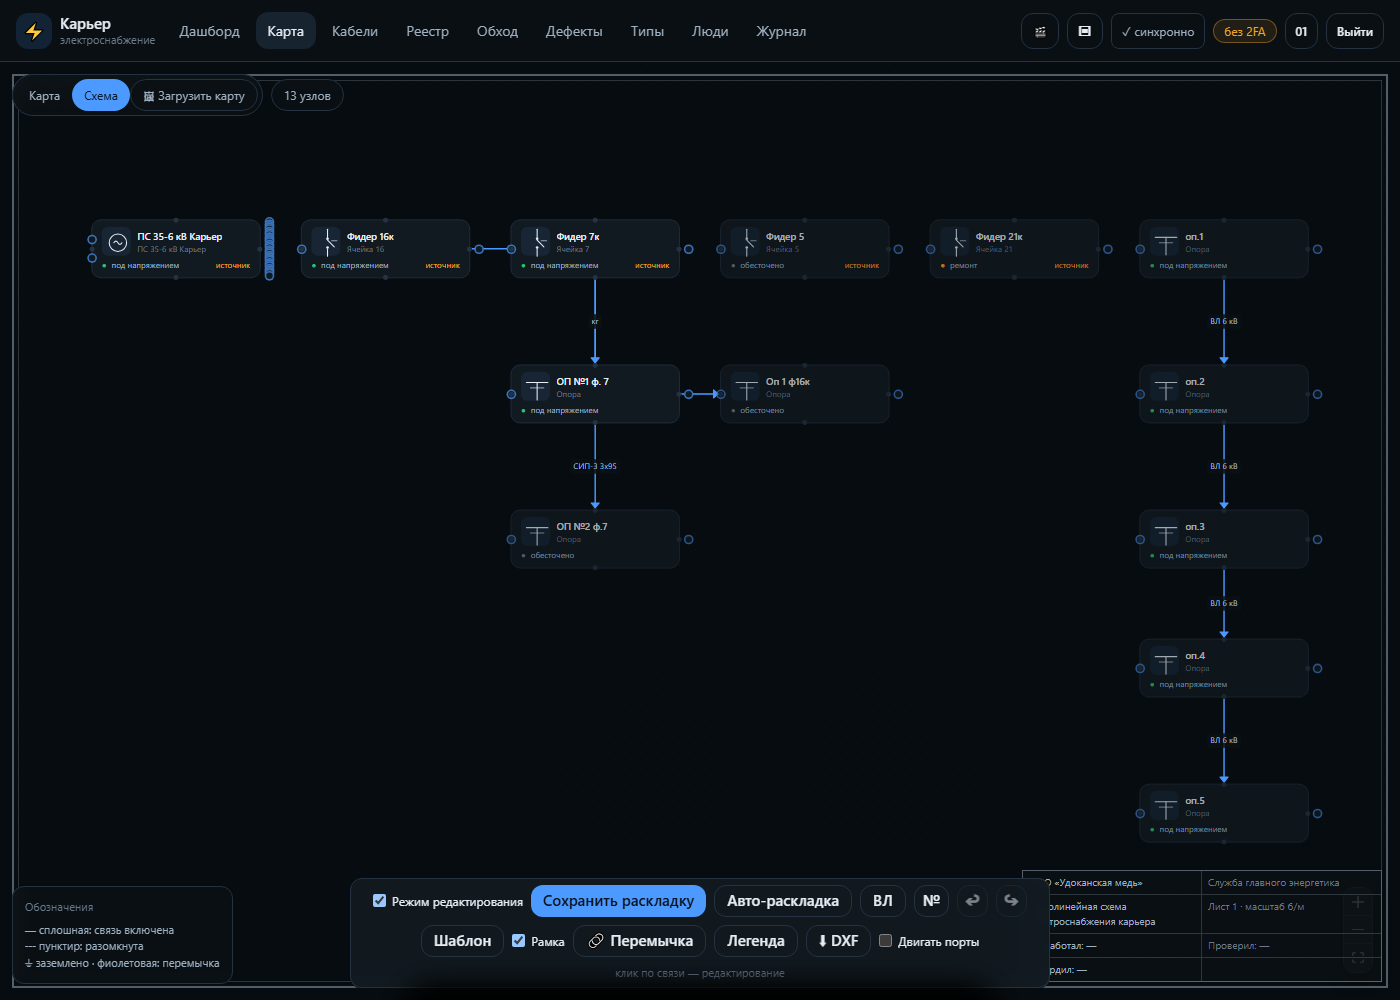 Карьер
электроснабжение
Дашборд
Карта
Кабели
Реестр
Обход
Дефекты
Типы
Люди
Журнал
✓ синхронно
без 2FA
01
Выйти
Карта
Схема
Загрузить карту
13 узлов
ПС 35-6 кВ Карьер
ПС 35-6 кВ Карьер
под напряжением
источник
Фидер 16к
Ячейка 16
под напряжением
источник
Фидер 7к
Ячейка 7
под напряжением
источник
Фидер 5
Ячейка 5
обесточено
источник
Фидер 21к
Ячейка 21
ремонт
источник
оп.1
Опора
под напряжением
кг
ВЛ 6 кВ
ОП №1 ф. 7
Опора
под напряжением
Оп 1 ф16к
Опора
обесточено
оп.2
Опора
под напряжением
СИП-3 3х95
ВЛ 6 кВ
ОП №2 ф.7
Опора
обесточено
оп.3
Опора
под напряжением
ВЛ 6 кВ
оп.4
Опора
под напряжением
ВЛ 6 кВ
оп.5
Опора
под напряжением
Обозначения
— сплошная: связь включена
--- пунктир: разомкнута
⏚ заземлено · фиолетовая: перемычка
Режим редактирования
Сохранить раскладку
Авто-раскладка
ВЛ
№
Шаблон
Рамка
Перемычка
Легенда
⬇ DXF
Двигать порты
клик по связи — редактирование
О «Удоканская медь»
Служба главного энергетика
олинейная схема
ктроснабжения карьера
Лист 1 · масштаб б/м
аботал: —
Проверил: —
рдил: —